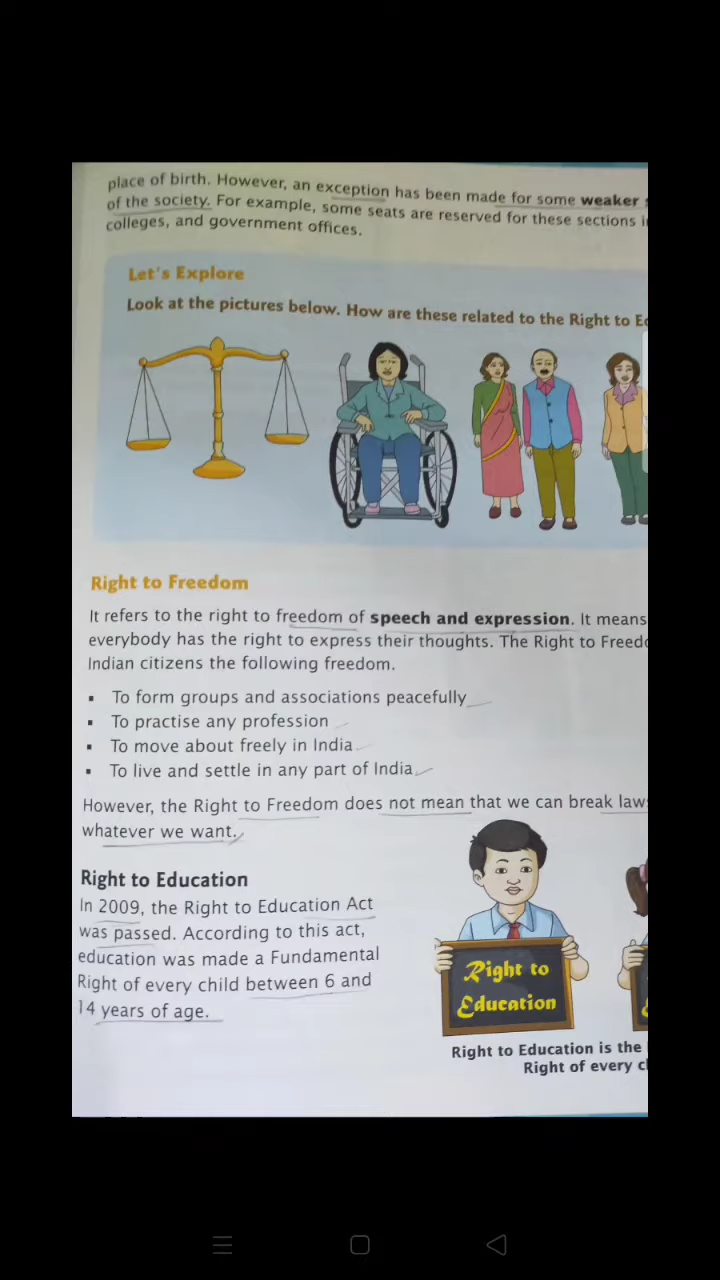 place of birth. However, an exception has been made for some weaker
of the society. For example, some seats are reserved for these sections
colleges, and government offices.
Let's Explore
Look at the pictures below. How are these related to the Right to
Right to Freedom
It refers to the right to freedom of speech and expression. It means
everybody has the right to express their thoughts. The Right to
Indian citizens the following freedom.
▪ To form groups and associations peacefully
▪ To practise any profession
▪ To move about freely in India
▪ To live and settle in any part of India
However, the Right to Freedom does not mean that we can break
whatever we want.
Right to Education
In 2009, the Right to Education Act
was passed. According to this act,
education was made a Fundamental
Right of every child between 6 and
14 years of age.
Right to
Education
Right to Education is the
Right of every